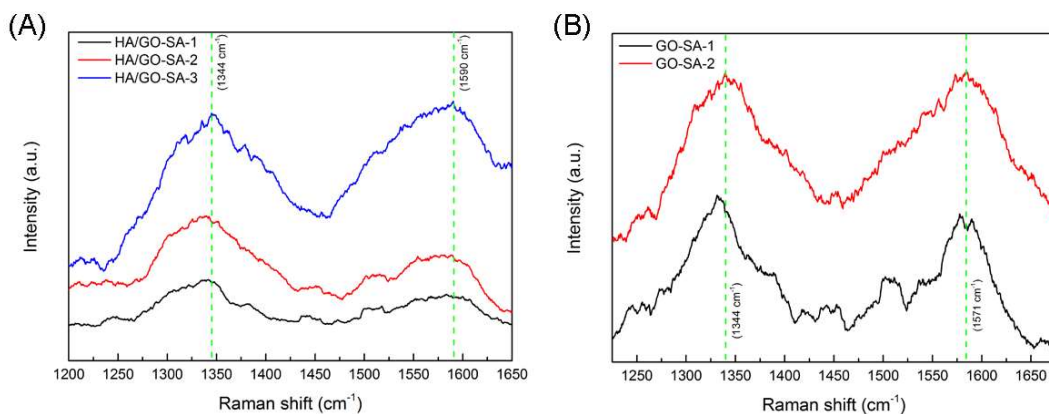 (A)
HA/GO-SA-1
HA/GO-SA-2
HA/GO-SA-3
(1344 cm⁻¹)
(1590 cm⁻¹)
Intensity (a.u.)
1200 1250 1300 1350 1400 1450 1500 1550 1600 1650
Raman shift (cm⁻¹)
(B)
GO-SA-1
GO-SA-2
(1344 cm⁻¹)
(1571 cm⁻¹)
Intensity (a.u.)
1250 1300 1350 1400 1450 1500 1550 1600 1650
Raman shift (cm⁻¹)